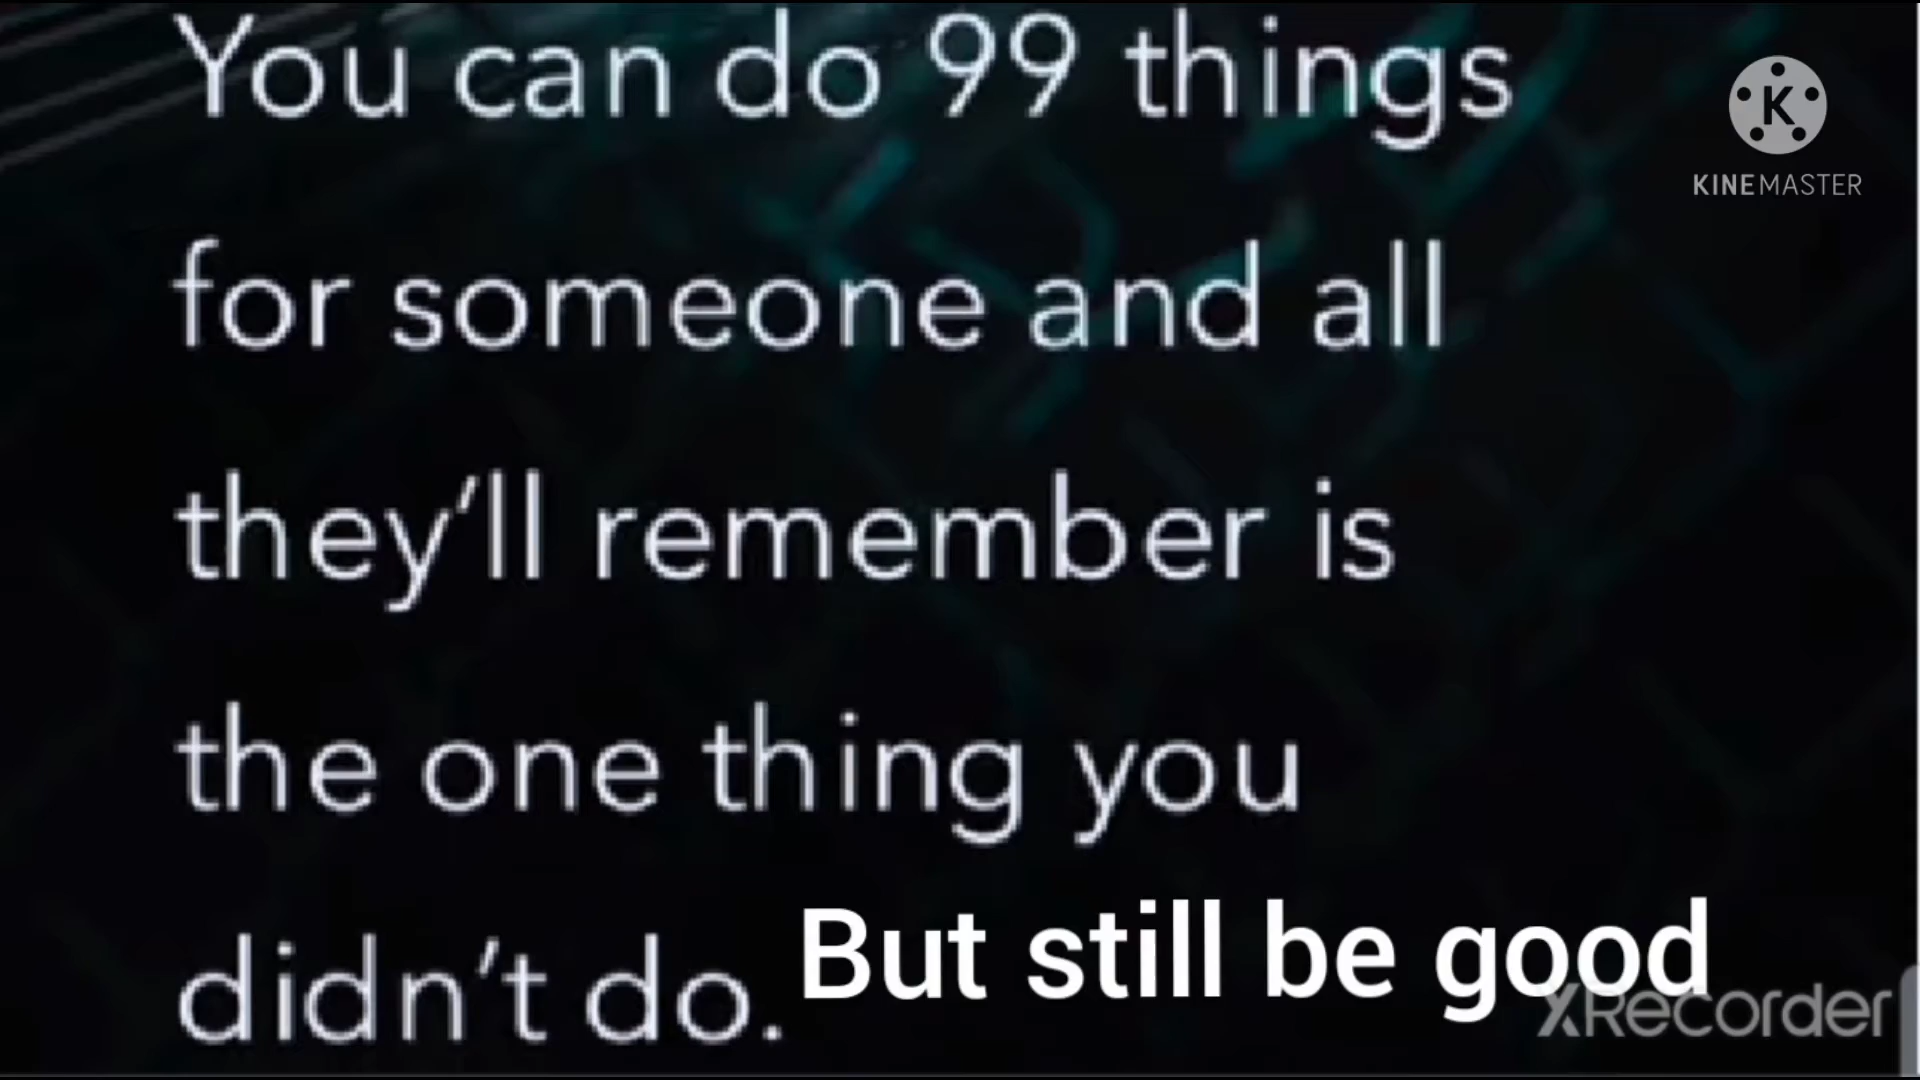 You can do 99 things
K
KINEMASTER
for someone and all
they'll remember is
the one thing you
didn't do.
But still be good
XRecorder